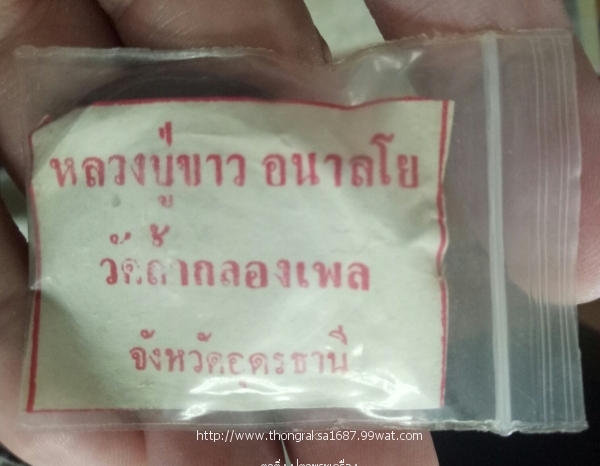 หลวงปู่ขาว อนาลโย
วัดถ้ำกลองเพล
จังหวัดอุดรธานี
http://www.thongraksa1687.99wat.com